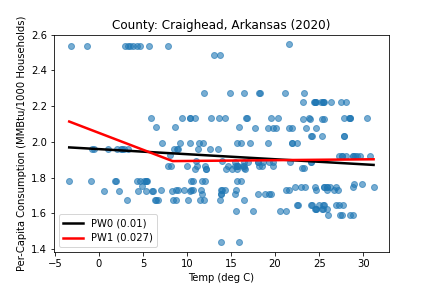 County: Craighead, Arkansas (2020)
Per-Capita Consumption (MMBtu/1000 Households)
2.6
2.4
2.2
2.0
1.8
1.6
1.4
PW0 (0.01)
PW1 (0.027)
−5 0 5 10 15 20 25 30
Temp (deg C)